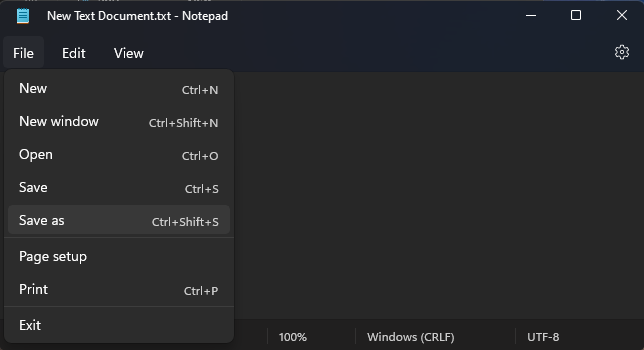 New Text Document.txt - Notepad
File Edit View
New Ctrl+N
New window Ctrl+Shift+N
Open Ctrl+O
Save Ctrl+S
Save as Ctrl+Shift+S
Page setup
Print Ctrl+P
Exit
100% Windows (CRLF) UTF-8